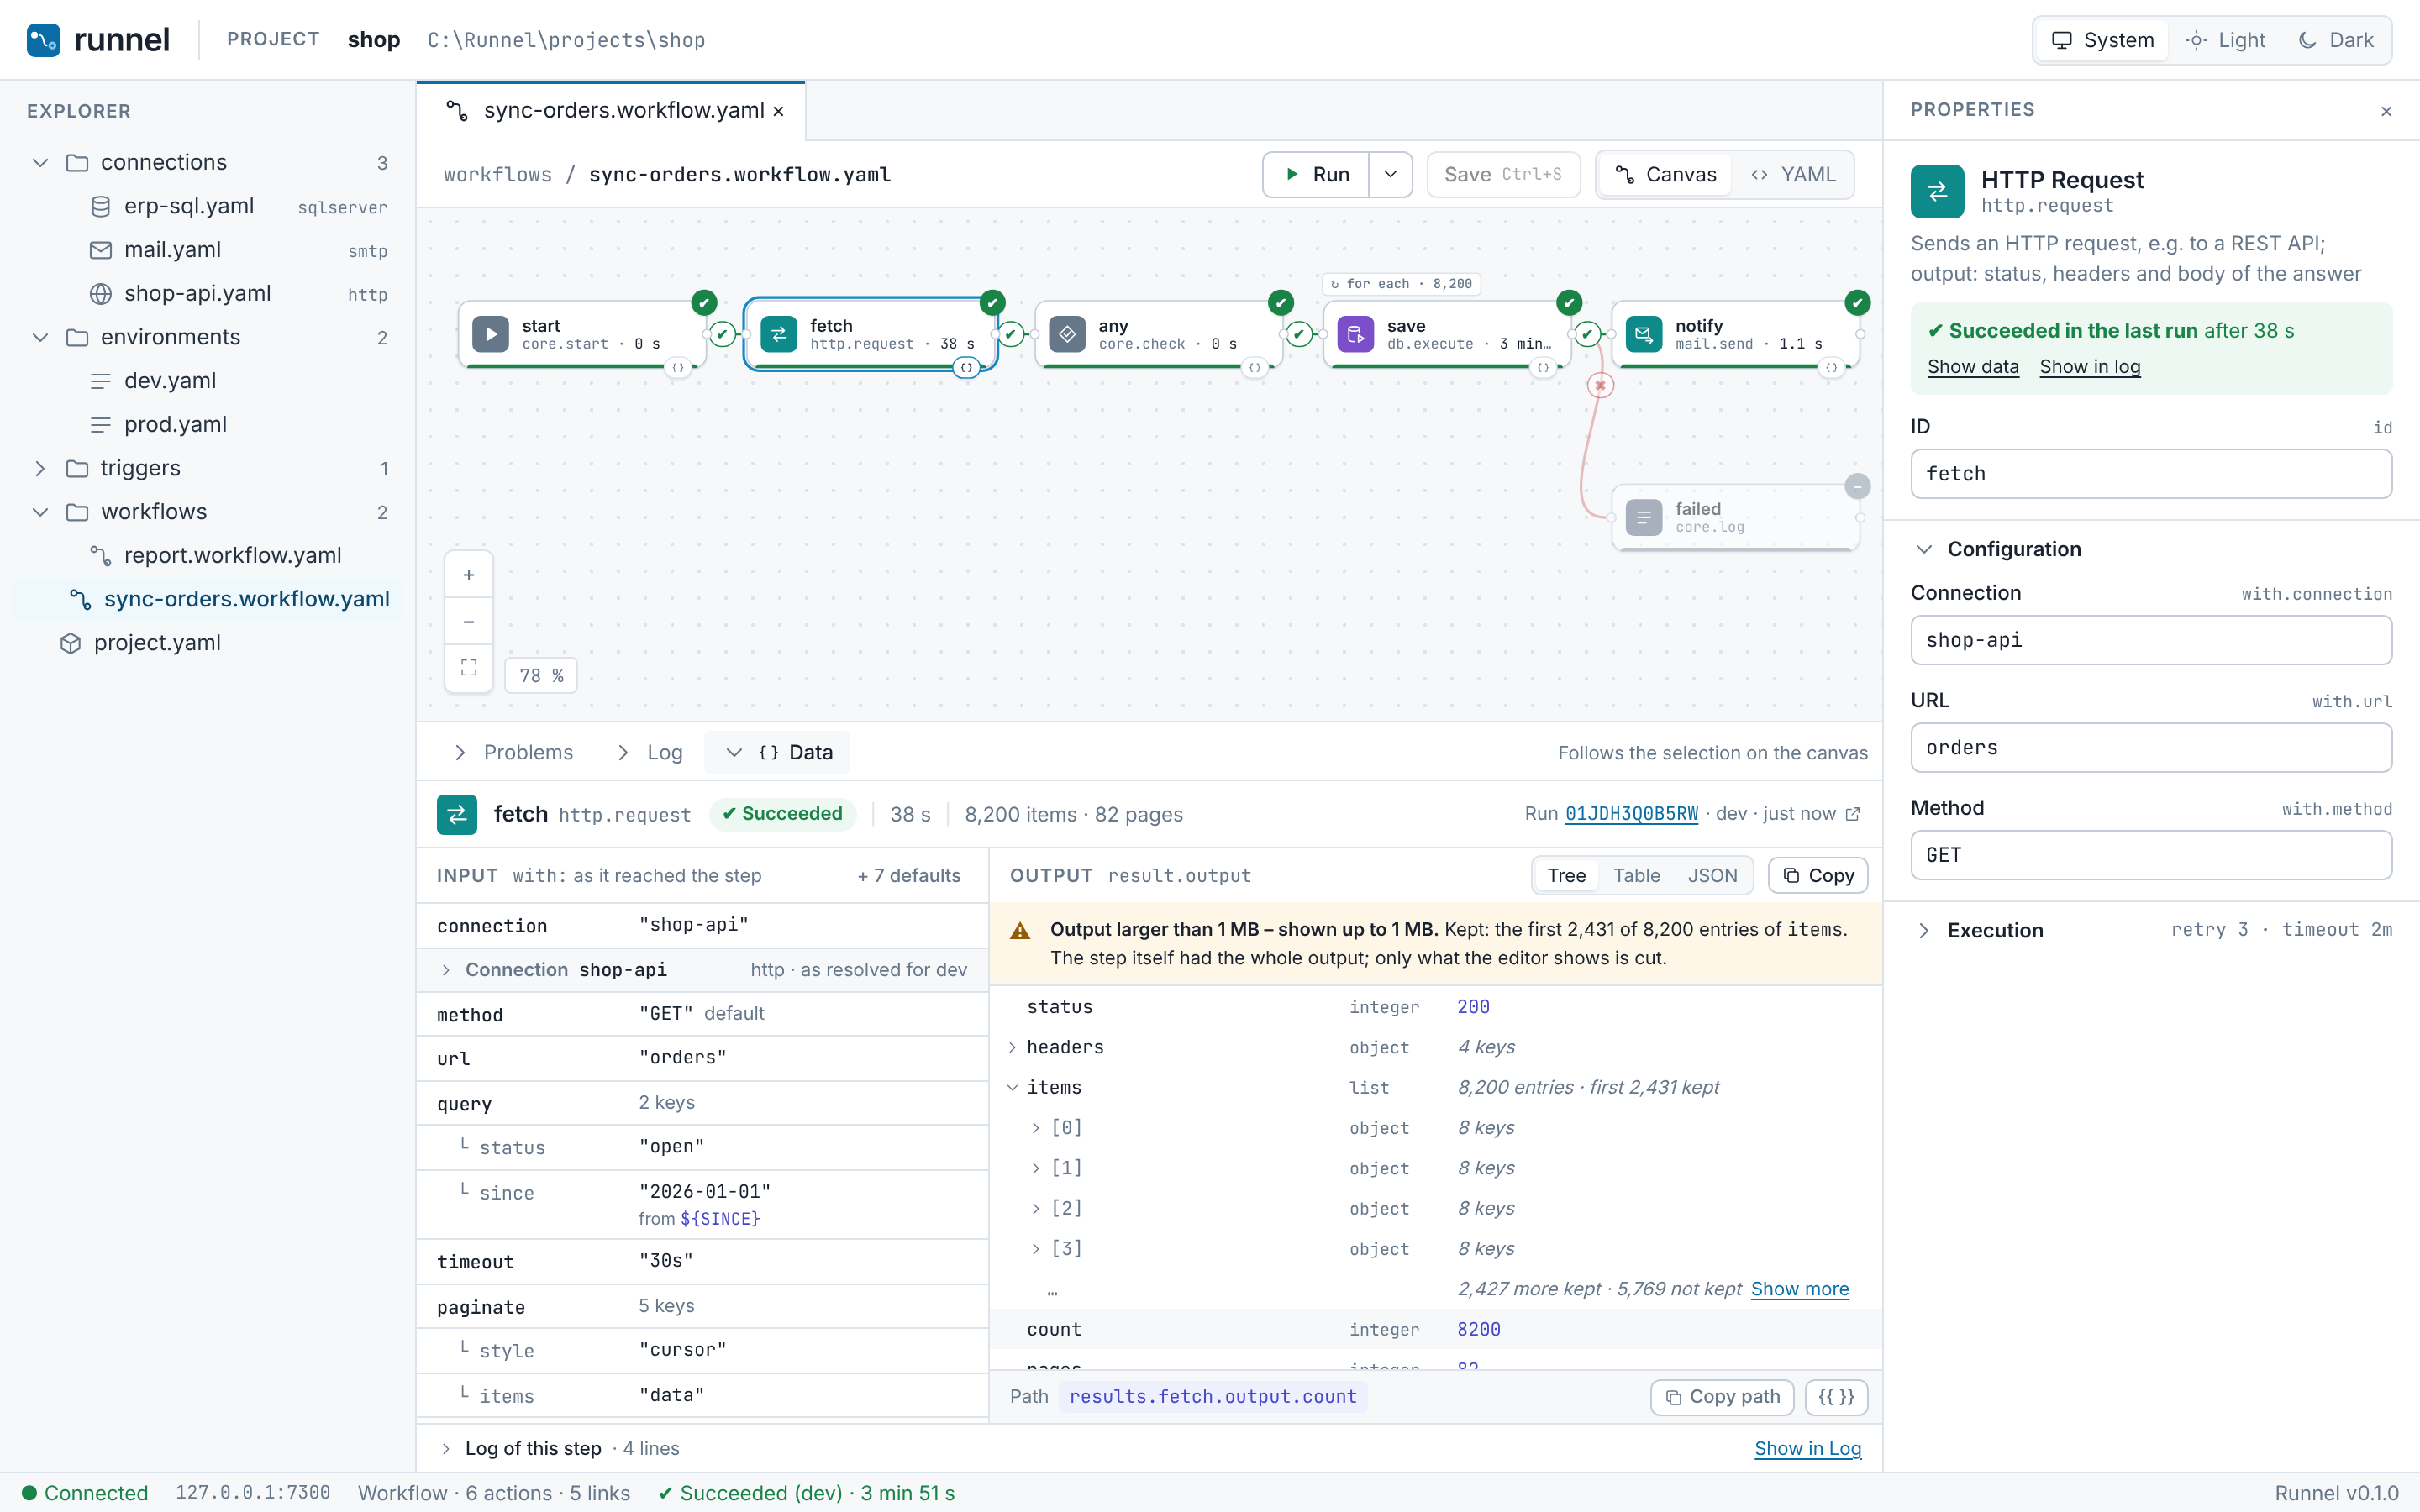 runnel PROJECT shop C:\Runnel\projects\shop System Light Dark
EXPLORER
connections 3
erp-sql.yaml sqlserver
mail.yaml smtp
shop-api.yaml http
environments 2
dev.yaml
prod.yaml
triggers 1
workflows 2
report.workflow.yaml
sync-orders.workflow.yaml
project.yaml
sync-orders.workflow.yaml ×
workflows / sync-orders.workflow.yaml Run Save Ctrl+S Canvas <> YAML
↻ for each · 8,200
start
core.start · 0 s
{}
fetch
http.request · 38 s
{}
any
core.check · 0 s
{}
save
db.execute · 3 min…
{}
notify
mail.send · 1.1 s
{}
failed
core.log
+
−
78 %
Problems Log {} Data Follows the selection on the canvas
fetch http.request ✔ Succeeded 38 s 8,200 items · 82 pages Run 01JDH3Q0B5RW · dev · just now
INPUT with: as it reached the step + 7 defaults
connection "shop-api"
Connection shop-api http · as resolved for dev
method "GET" default
url "orders"
query 2 keys
└ status "open"
└ since "2026-01-01"
from ${SINCE}
timeout "30s"
paginate 5 keys
└ style "cursor"
└ items "data"
OUTPUT result.output Tree Table JSON Copy
Output larger than 1 MB – shown up to 1 MB. Kept: the first 2,431 of 8,200 entries of items.
The step itself had the whole output; only what the editor shows is cut.
status integer 200
headers object 4 keys
items list 8,200 entries · first 2,431 kept
[0] object 8 keys
[1] object 8 keys
[2] object 8 keys
[3] object 8 keys
… 2,427 more kept · 5,769 not kept Show more
count integer 8200
pages integer 82
Path results.fetch.output.count Copy path {{ }}
Log of this step · 4 lines Show in Log
PROPERTIES ×
HTTP Request
http.request
Sends an HTTP request, e.g. to a REST API;
output: status, headers and body of the answer
✔ Succeeded in the last run after 38 s
Show data Show in log
ID id
fetch
Configuration
Connection with.connection
shop-api
URL with.url
orders
Method with.method
GET
Execution retry 3 · timeout 2m
Connected 127.0.0.1:7300 Workflow · 6 actions · 5 links ✔ Succeeded (dev) · 3 min 51 s Runnel v0.1.0